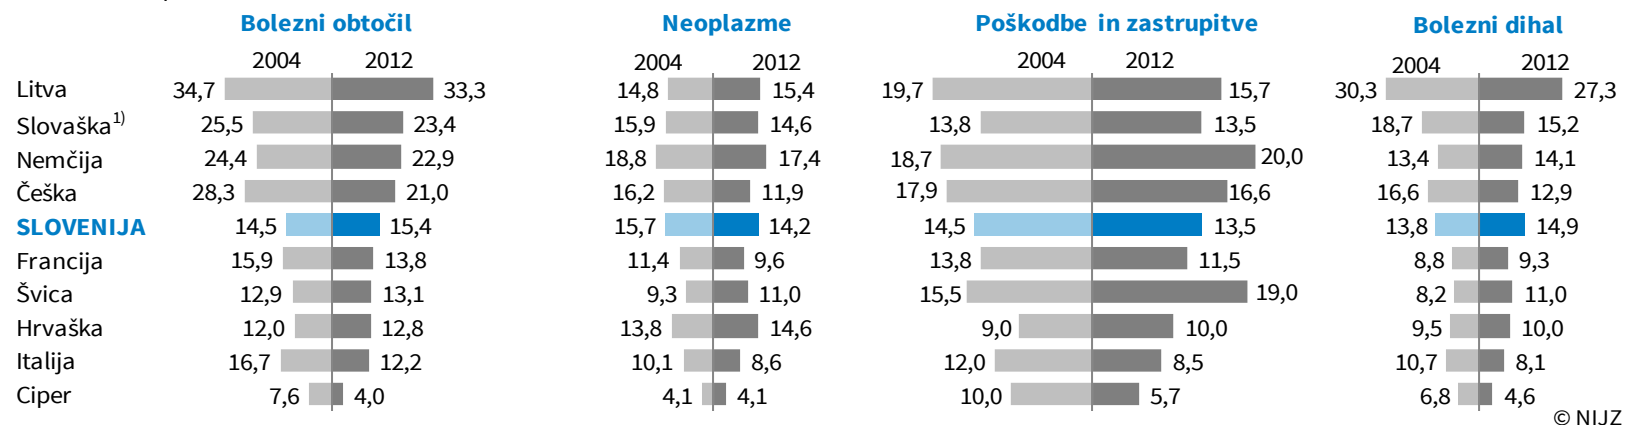 Bolezni obtočil Neoplazme Poškodbe in zastrupitve Bolezni dihal
2004 2012 2004 2012 2004 2012 2004 2012
Litva 34,7 33,3 14,8 15,4 19,7 15,7 30,3 27,3
Slovaška1) 25,5 23,4 15,9 14,6 13,8 13,5 18,7 15,2
Nemčija 24,4 22,9 18,8 17,4 18,7 20,0 13,4 14,1
Češka 28,3 21,0 16,2 11,9 17,9 16,6 16,6 12,9
SLOVENIJA 14,5 15,4 15,7 14,2 14,5 13,5 13,8 14,9
Francija 15,9 13,8 11,4 9,6 13,8 11,5 8,8 9,3
Švica 12,9 13,1 9,3 11,0 15,5 19,0 8,2 11,0
Hrvaška 12,0 12,8 13,8 14,6 9,0 10,0 9,5 10,0
Italija 16,7 12,2 10,1 8,6 12,0 8,5 10,7 8,1
Ciper 7,6 4,0 4,1 4,1 10,0 5,7 6,8 4,6
© NIJZ